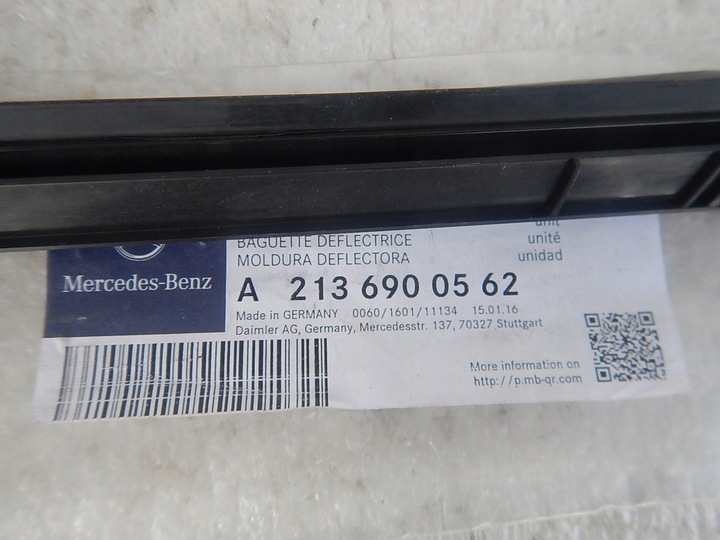 unit
BAGUETTE DEFLECTRICE
unité
MOLDURA DEFLECTORA
unidad
Mercedes-Benz
A 213 690 05 62
Made in GERMANY 0060/1601/11134 15.01.16
Daimler AG, Germany, Mercedesstr. 137, 70327 Stuttgart
More information on
http://p.mb-qr.com